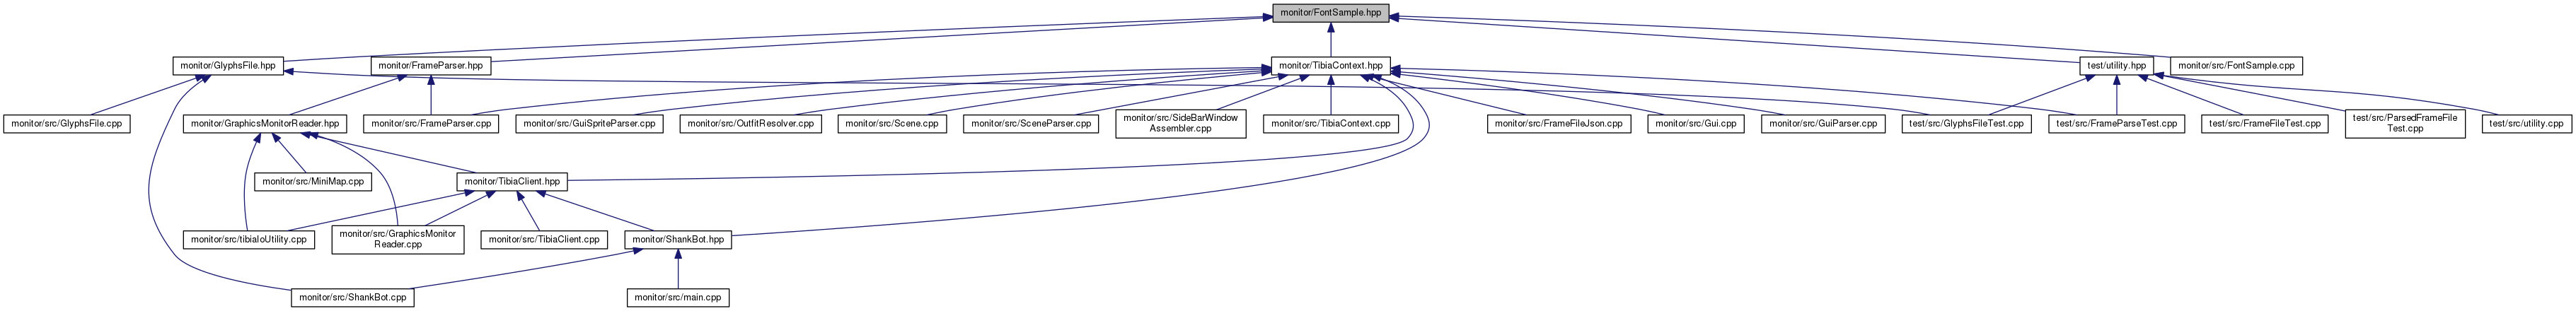 monitor/FontSample.hpp
monitor/GlyphsFile.hpp
monitor/FrameParser.hpp
monitor/TibiaContext.hpp
test/utility.hpp
monitor/src/FontSample.cpp
monitor/src/GlyphsFile.cpp
monitor/GraphicsMonitorReader.hpp
monitor/src/FrameParser.cpp
monitor/src/GuiSpriteParser.cpp
monitor/src/OutfitResolver.cpp
monitor/src/Scene.cpp
monitor/src/SceneParser.cpp
monitor/src/SideBarWindow
Assembler.cpp
monitor/src/TibiaContext.cpp
monitor/src/FrameFileJson.cpp
monitor/src/Gui.cpp
monitor/src/GuiParser.cpp
test/src/GlyphsFileTest.cpp
test/src/FrameParseTest.cpp
test/src/FrameFileTest.cpp
test/src/ParsedFrameFile
Test.cpp
test/src/utility.cpp
monitor/src/MiniMap.cpp
monitor/TibiaClient.hpp
monitor/src/tibiaIoUtility.cpp
monitor/src/GraphicsMonitor
Reader.cpp
monitor/src/TibiaClient.cpp
monitor/ShankBot.hpp
monitor/src/ShankBot.cpp
monitor/src/main.cpp